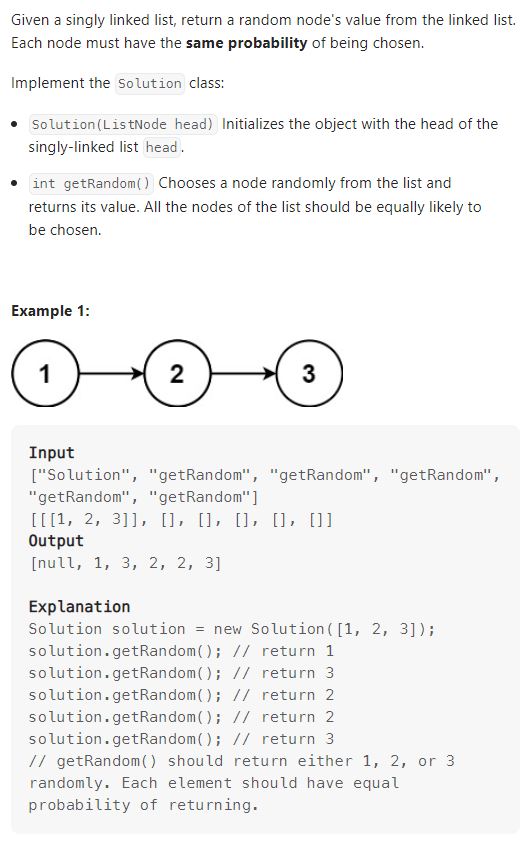 Given a singly linked list, return a random node's value from the linked list.
Each node must have the same probability of being chosen.
Implement the Solution class:
• Solution(ListNode head) Initializes the object with the head of the
singly-linked list head.
• int getRandom() Chooses a node randomly from the list and
returns its value. All the nodes of the list should be equally likely to
be chosen.
Example 1:
1 2 3
Input
["Solution", "getRandom", "getRandom", "getRandom",
"getRandom", "getRandom"]
[[[1, 2, 3]], [], [], [], [], []]
Output
[null, 1, 3, 2, 2, 3]
Explanation
Solution solution = new Solution([1, 2, 3]);
solution.getRandom(); // return 1
solution.getRandom(); // return 3
solution.getRandom(); // return 2
solution.getRandom(); // return 2
solution.getRandom(); // return 3
// getRandom() should return either 1, 2, or 3
randomly. Each element should have equal
probability of returning.